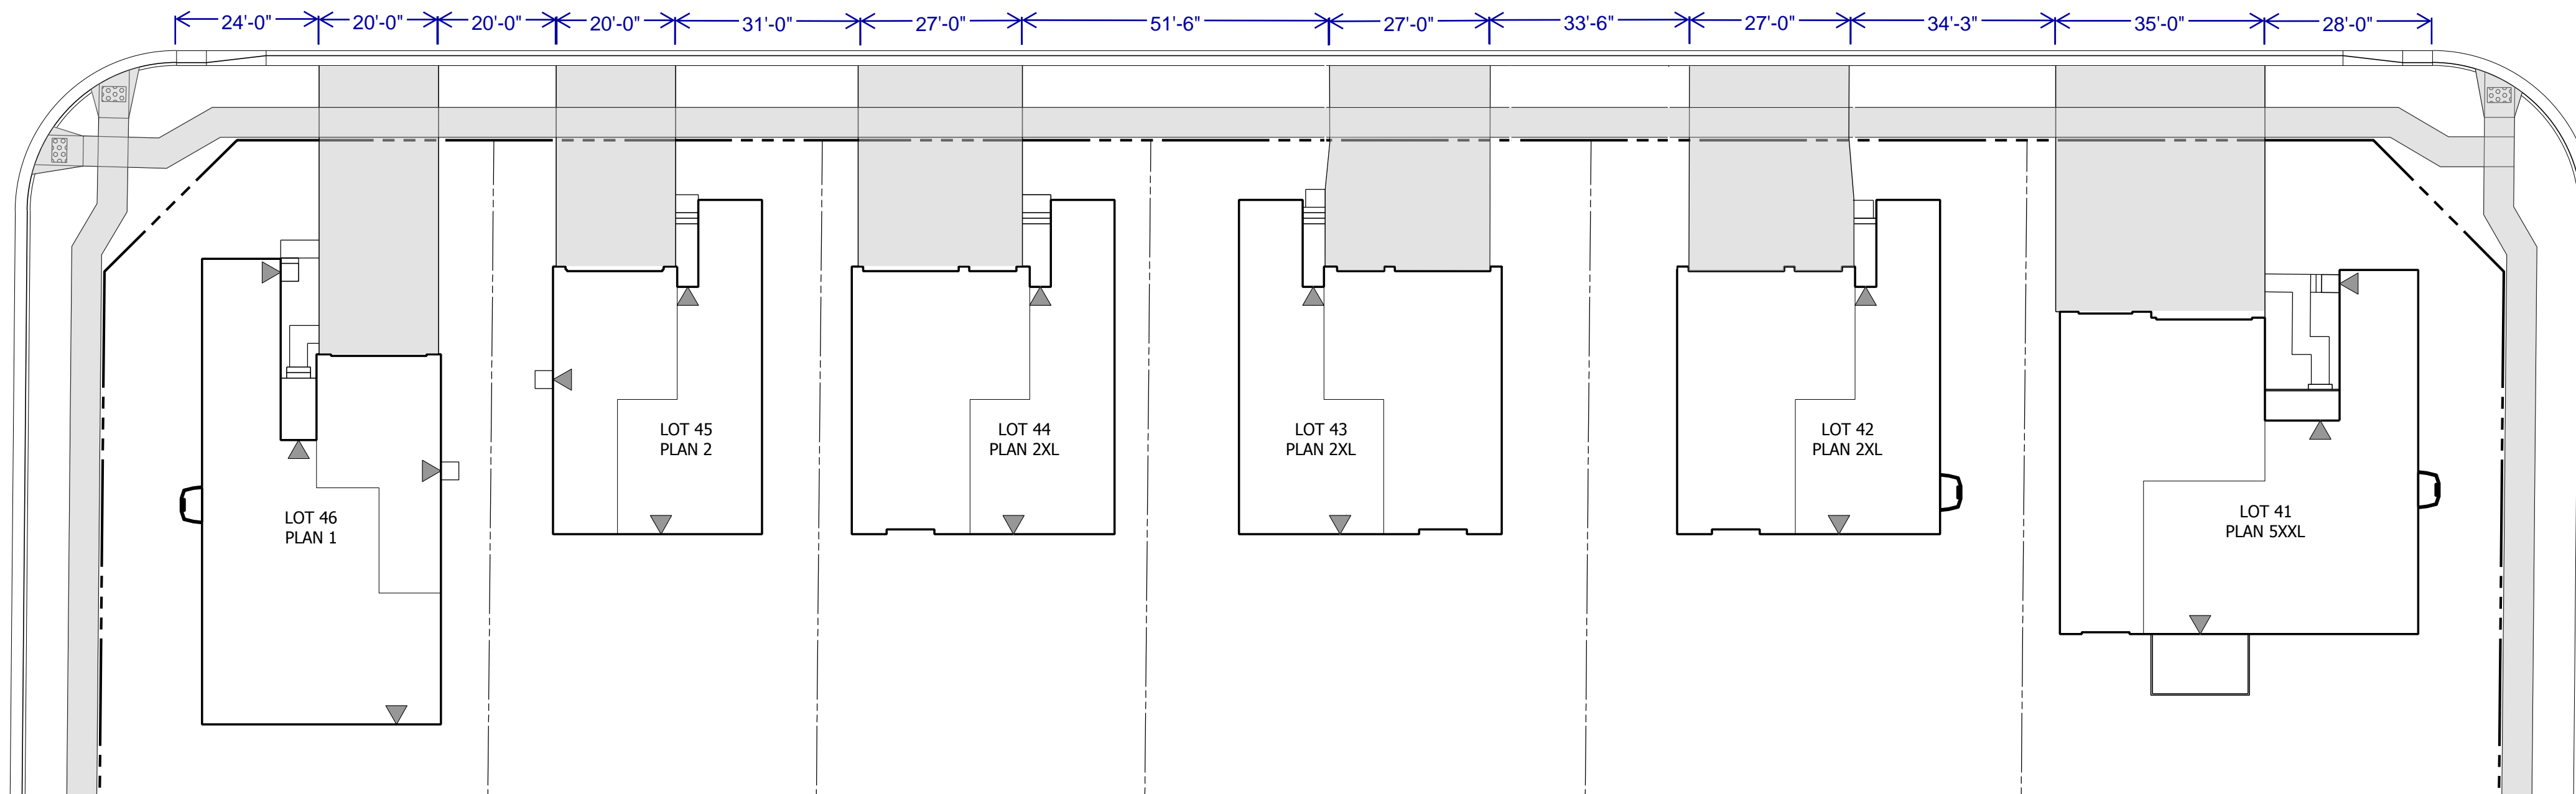 24'-0"
20'-0"
20'-0"
20'-0"
31'-0"
27'-0"
51'-6"
27'-0"
33'-6"
27'-0"
34'-3"
35'-0"
28'-0"
LOT 46
PLAN 1
LOT 45
PLAN 2
LOT 44
PLAN 2XL
LOT 43
PLAN 2XL
LOT 42
PLAN 2XL
LOT 41
PLAN 5XXL